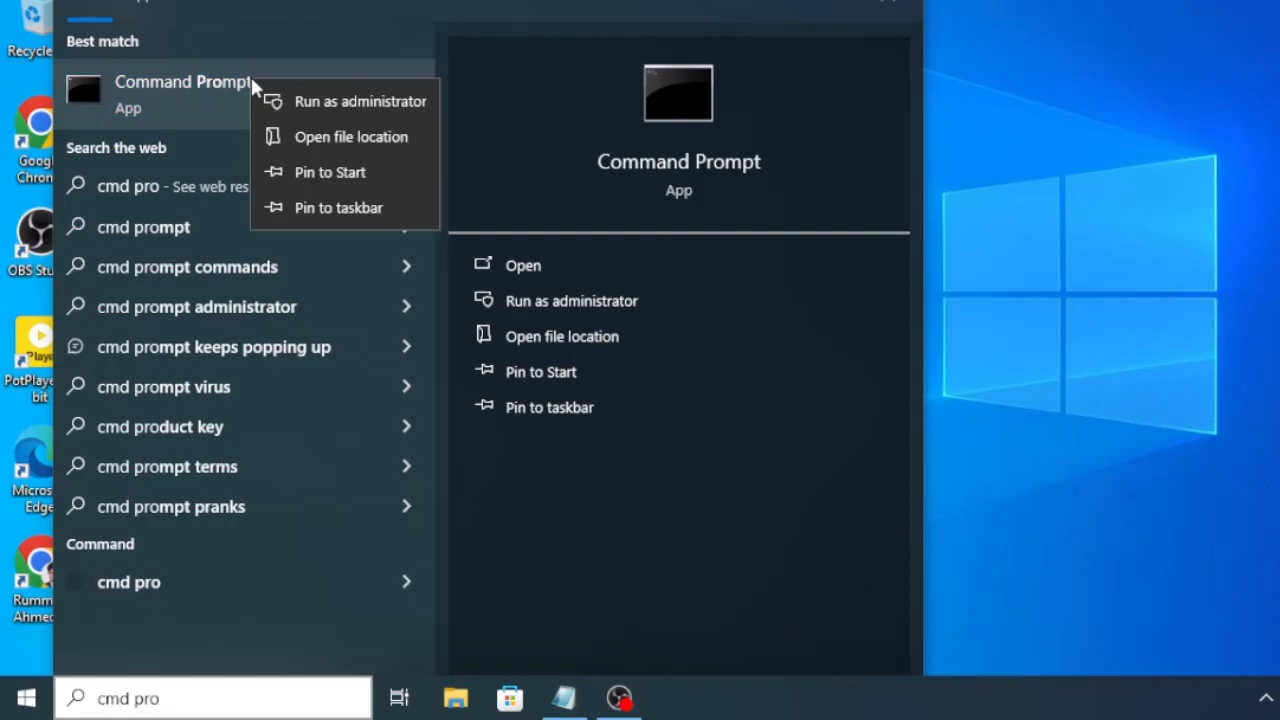 Recycle
Googl
Chron
OBS Stu
PotPlaye
bit
Micros
Edge
Rumm
Ahmed
Best match
Command Prompt
App
Search the web
cmd pro - See web res
cmd prompt
cmd prompt commands
cmd prompt administrator
cmd prompt keeps popping up
cmd prompt virus
cmd product key
cmd prompt terms
cmd prompt pranks
Command
cmd pro
Run as administrator
Open file location
Pin to Start
Pin to taskbar
Command Prompt
App
Open
Run as administrator
Open file location
Pin to Start
Pin to taskbar
cmd pro